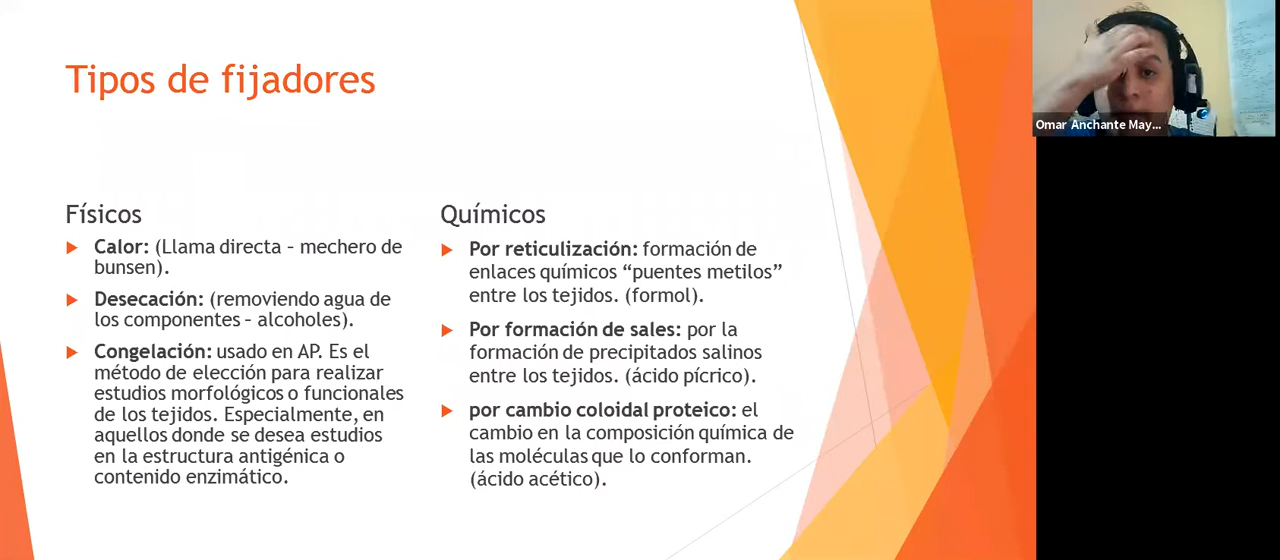 Tipos de fijadores
Físicos
Calor: (Llama directa – mechero de
bunsen).
Desecación: (removiendo agua de
los componentes – alcoholes).
Congelación: usado en AP. Es el
método de elección para realizar
estudios morfológicos o funcionales
de los tejidos. Especialmente, en
aquellos donde se desea estudios
en la estructura antigénica o
contenido enzimático.
Químicos
Por reticulización: formación de
enlaces químicos “puentes metilos”
entre los tejidos. (formol).
Por formación de sales: por la
formación de precipitados salinos
entre los tejidos. (ácido pícrico).
por cambio coloidal proteico: el
cambio en la composición química de
las moléculas que lo conforman.
(ácido acético).
Omar Anchante May...